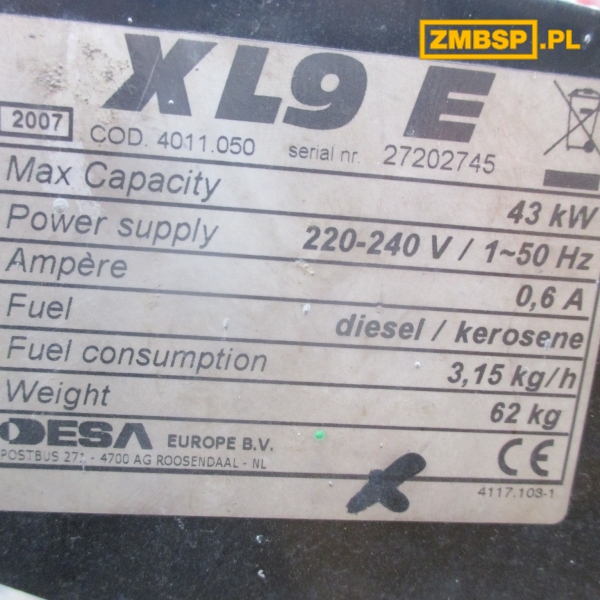 ZMBSP.PL
XL9 E
2007 COD. 4011.050 serial nr. 27202745
Max Capacity 43 kW
Power supply 220-240 V / 1~50 Hz
Ampère 0,6 A
Fuel diesel / kerosene
Fuel consumption 3,15 kg/h
Weight 62 kg
DESA EUROPE B.V. CE
POSTBUS 271 - 4700 AG ROOSENDAAL - NL
4117.103-1